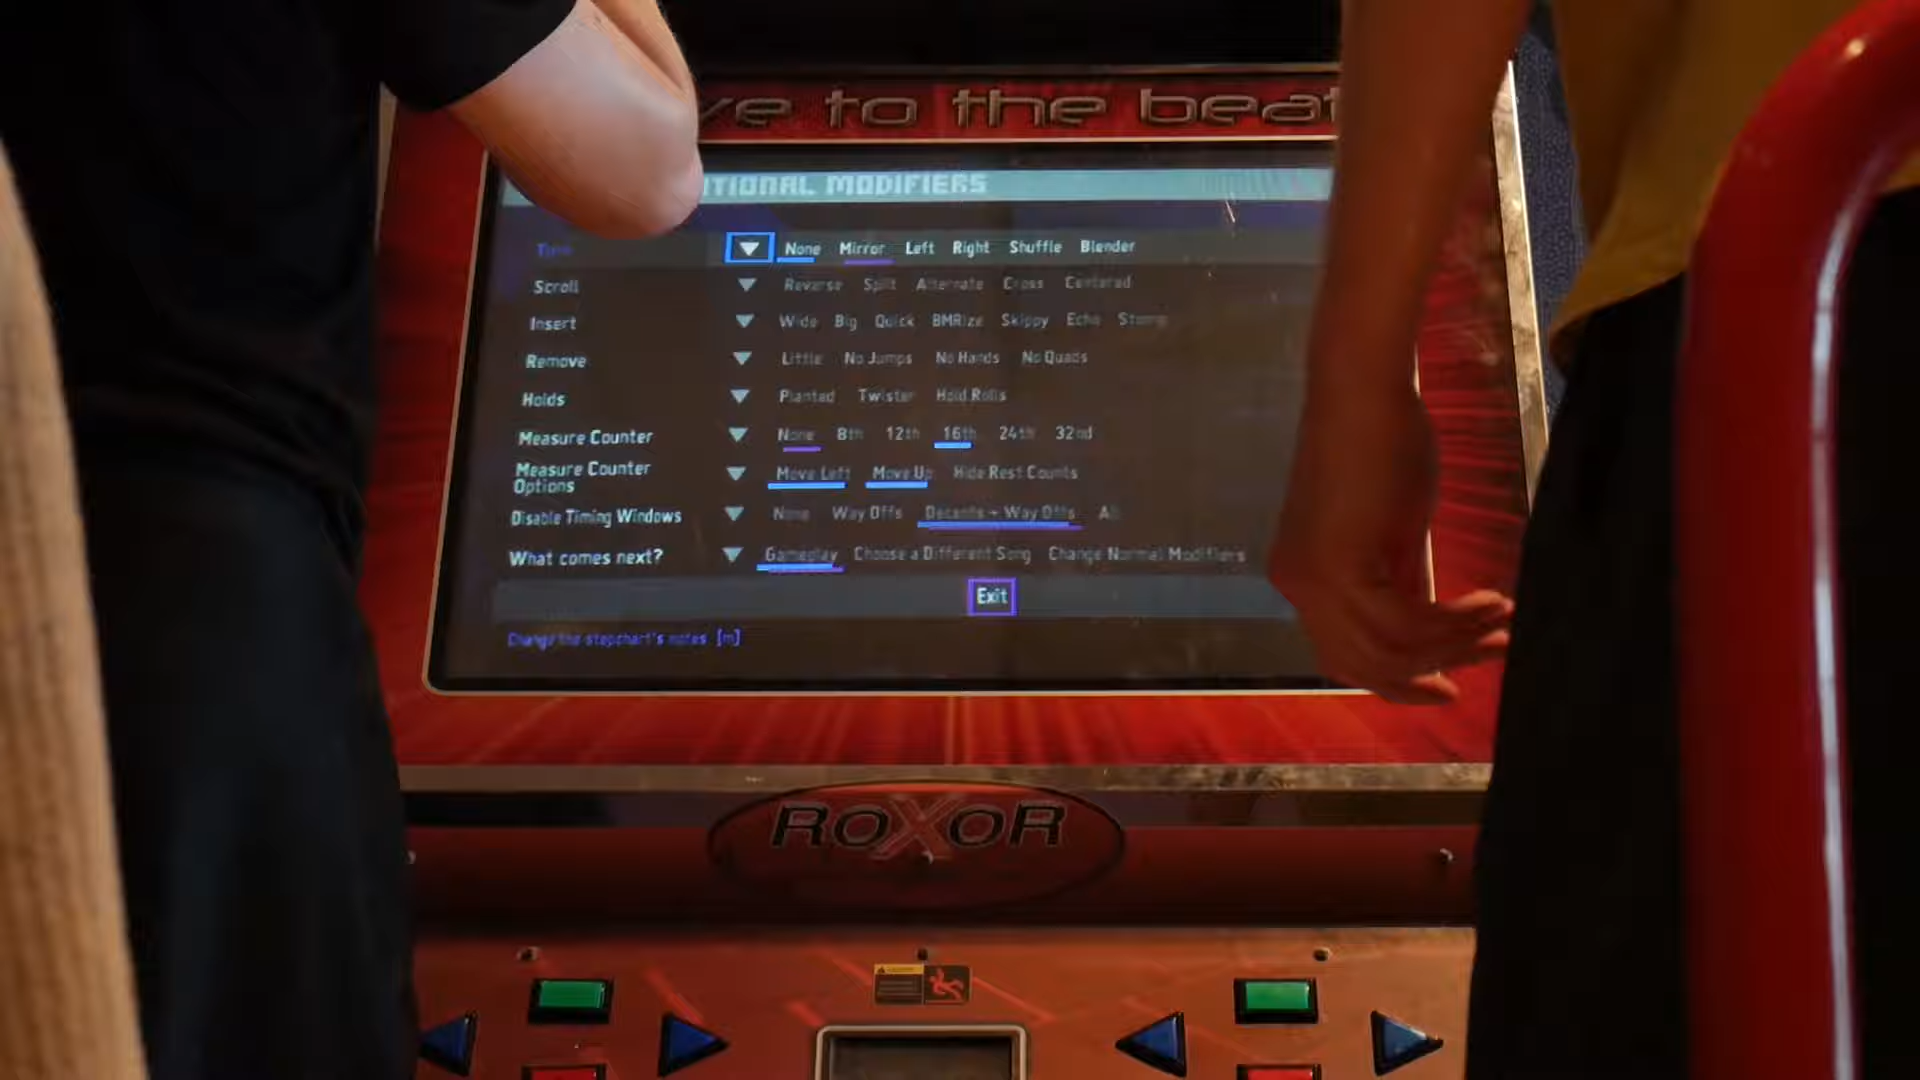 ve to the beat
TIONAL MODIFIERS
Turn None Mirror Left Right Shuffle Blender
Scroll Reverse Split Alternate Cross Centered
Insert Wide Big Quick BMRize Skippy Echo Stomp
Remove Little No Jumps No Hands No Quads
Holds Planted Twister Hold Rolls
Measure Counter None 8th 12th 16th 24th 32nd
Measure Counter
Options Move Left Move Up Hide Rest Counts
Disable Timing Windows None Way Offs Decents + Way Offs
What comes next? Gameplay Choose a Different Song Change Normal Modifiers
Exit
Change the stepchart's notes. [m]
ROXOR